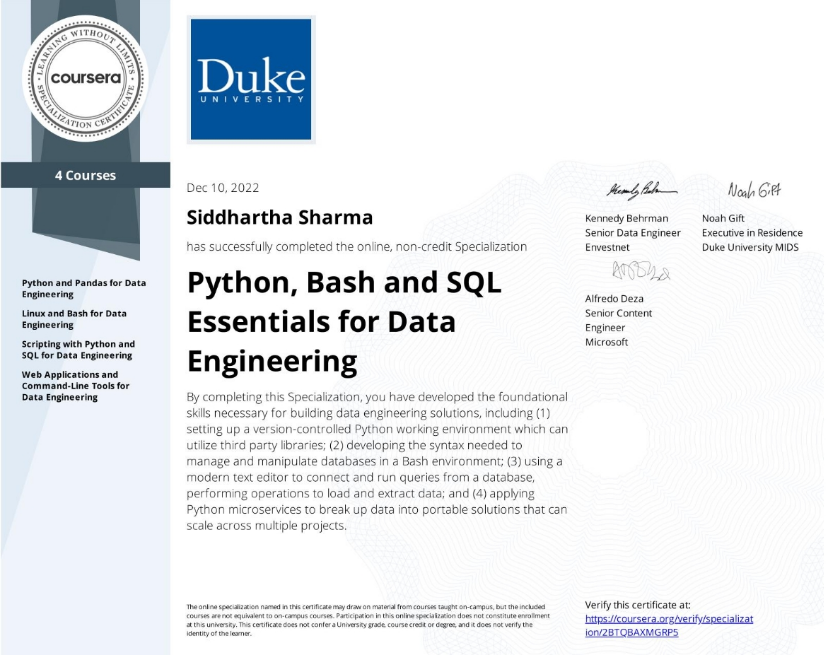 LEARNING WITHOUT LIMITS
coursera
SPECIALIZATION CERTIFICATE
Duke
UNIVERSITY
4 Courses
Python and Pandas for Data
Engineering
Linux and Bash for Data
Engineering
Scripting with Python and
SQL for Data Engineering
Web Applications and
Command-Line Tools for
Data Engineering
Dec 10, 2022
Siddhartha Sharma
has successfully completed the online, non-credit Specialization
Python, Bash and SQL
Essentials for Data
Engineering
By completing this Specialization, you have developed the foundational
skills necessary for building data engineering solutions, including (1)
setting up a version-controlled Python working environment which can
utilize third party libraries; (2) developing the syntax needed to
manage and manipulate databases in a Bash environment; (3) using a
modern text editor to connect and run queries from a database,
performing operations to load and extract data; and (4) applying
Python microservices to break up data into portable solutions that can
scale across multiple projects.
Kennedy Behrman
Senior Data Engineer
Envestnet
Noah Gift
Noah Gift
Executive in Residence
Duke University MIDS
Alfredo Deza
Senior Content
Engineer
Microsoft
The online specialization named in this certificate may draw on material from courses taught on-campus, but the included
courses are not equivalent to on-campus courses. Participation in this online specialization does not constitute enrollment
at this university. This certificate does not confer a University grade, course credit or degree, and it does not verify the
identity of the learner.
Verify this certificate at:
https://coursera.org/verify/specializat
ion/2BTQBAXMGRP5